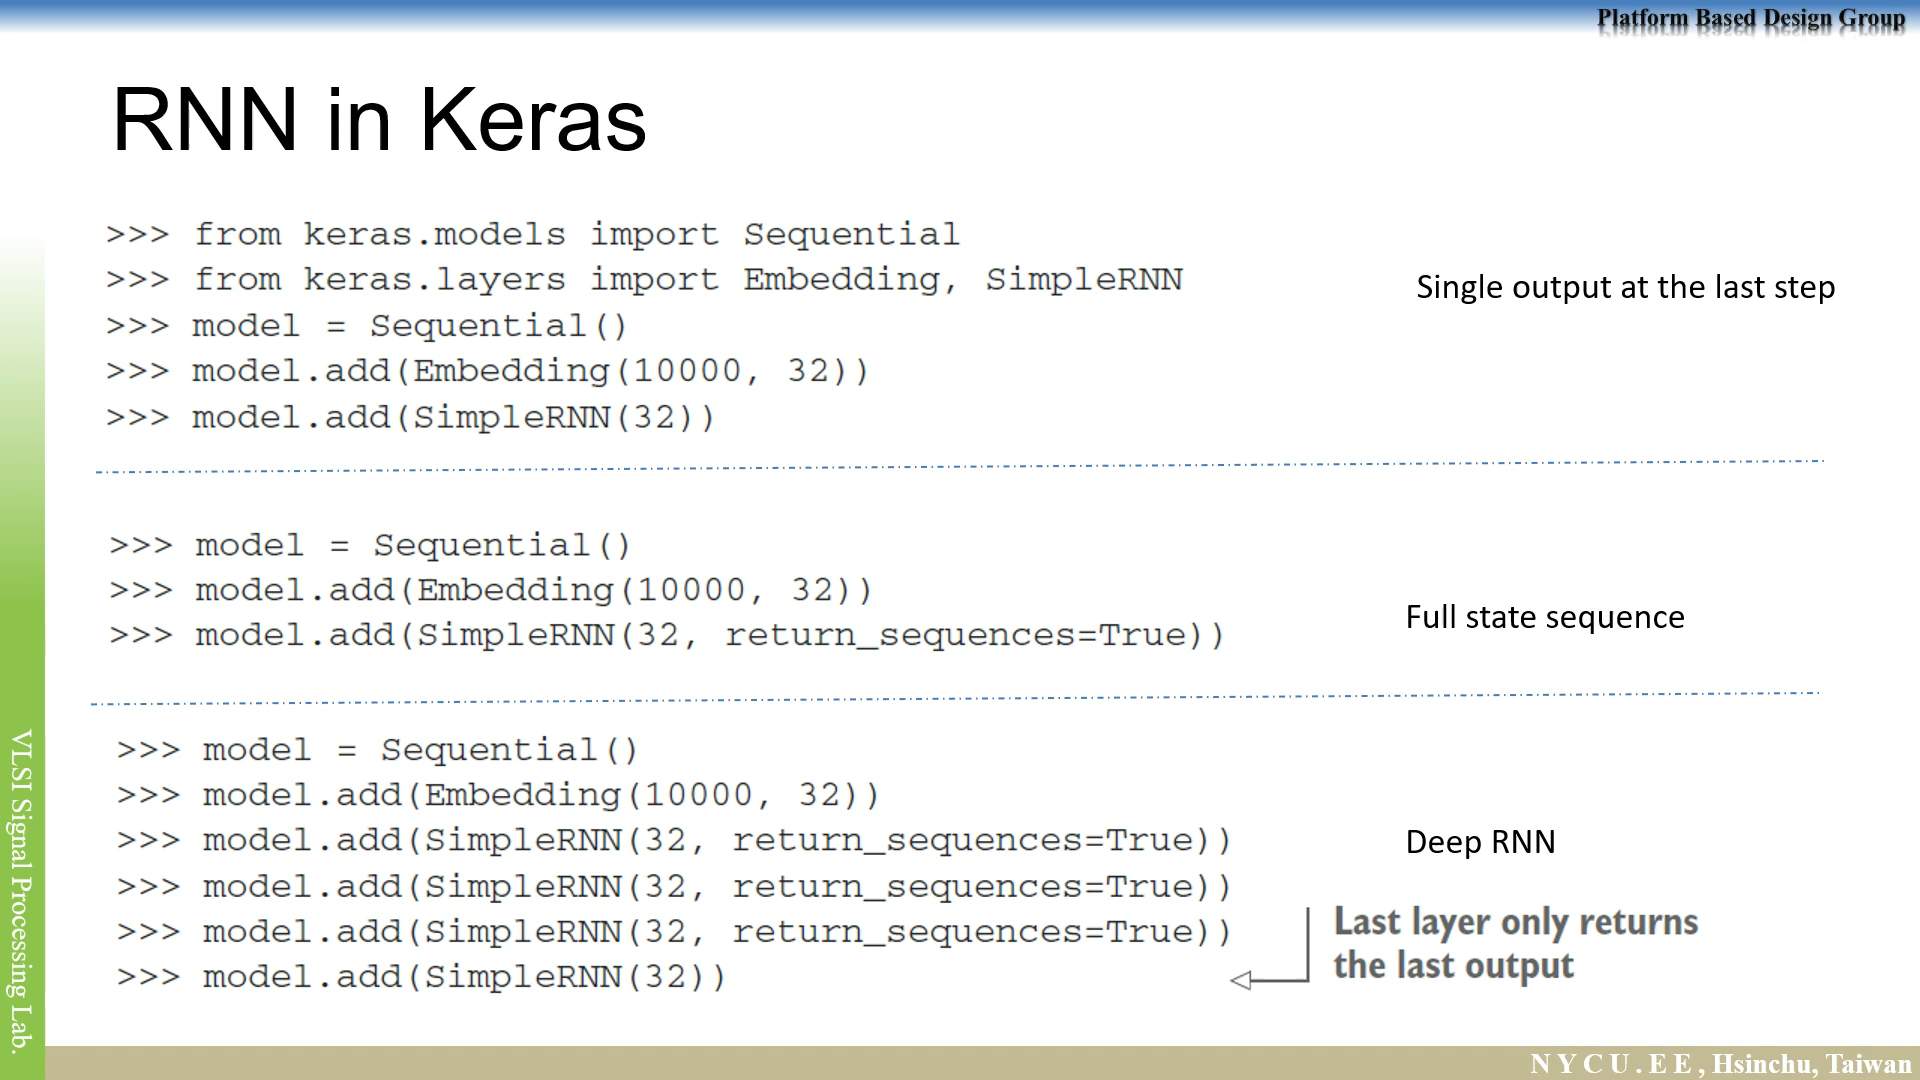 Platform Based Design Group
RNN in Keras
>>> from keras.models import Sequential
>>> from keras.layers import Embedding, SimpleRNN
>>> model = Sequential()
>>> model.add(Embedding(10000, 32))
>>> model.add(SimpleRNN(32))
Single output at the last step
>>> model = Sequential()
>>> model.add(Embedding(10000, 32))
>>> model.add(SimpleRNN(32, return_sequences=True))
Full state sequence
>>> model = Sequential()
>>> model.add(Embedding(10000, 32))
>>> model.add(SimpleRNN(32, return_sequences=True))
>>> model.add(SimpleRNN(32, return_sequences=True))
>>> model.add(SimpleRNN(32, return_sequences=True))
>>> model.add(SimpleRNN(32))
Deep RNN
Last layer only returns
the last output
VLSI Signal Processing Lab.
N Y C U . E E , Hsinchu, Taiwan